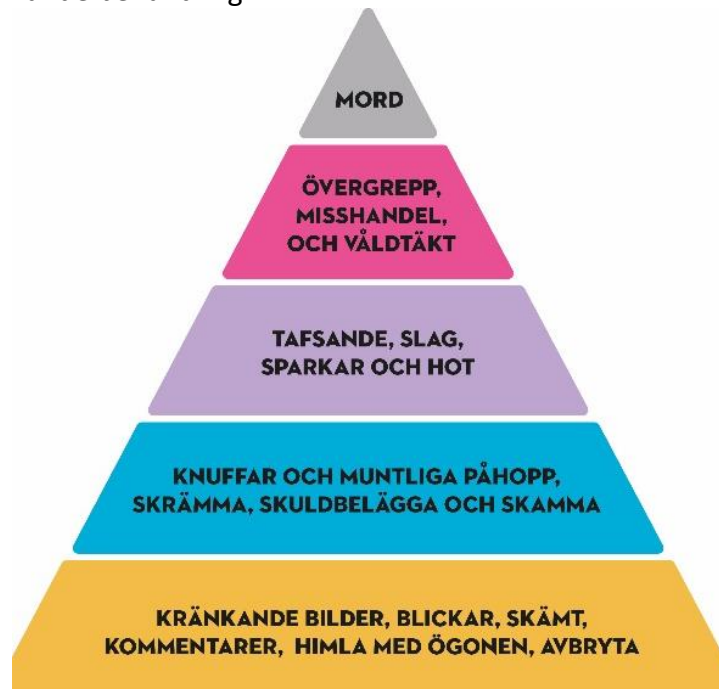 MORD
ÖVERGREPP,
MISSHANDEL,
OCH VÅLDTÄKT
TAFSANDE, SLAG,
SPARKAR OCH HOT
KNUFFAR OCH MUNTLIGA PÅHOPP,
SKRÄMMA, SKULDBELÄGGA OCH SKAMMA
KRÄNKANDE BILDER, BLICKAR, SKÄMT,
KOMMENTARER, HIMLA MED ÖGONEN, AVBRYTA